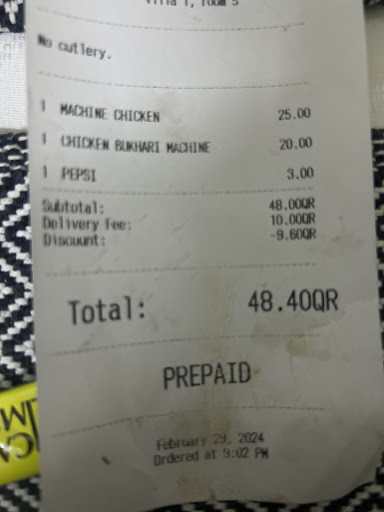 Villa 1, room 5
No cutlery.
1 MACHINE CHICKEN 25.00
1 CHICKEN BUKHARI MACHINE 20.00
1 PEPSI 3.00
Subtotal: 48.00QR
Delivery Fee: 10.00QR
Discount: -9.60QR
Total: 48.40QR
PREPAID
February 29, 2024
Ordered at 9:02 PM